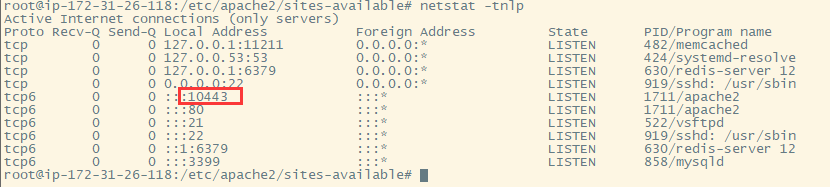 root@ip-172-31-26-118:/etc/apache2/sites-available# netstat -tnlp
Active Internet connections (only servers)
Proto Recv-Q Send-Q Local Address           Foreign Address         State       PID/Program name
tcp        0      0 127.0.0.1:11211         0.0.0.0:*               LISTEN      482/memcached
tcp        0      0 127.0.0.53:53           0.0.0.0:*               LISTEN      424/systemd-resolve
tcp        0      0 127.0.0.1:6379          0.0.0.0:*               LISTEN      630/redis-server 12
tcp        0      0 0.0.0.0:22              0.0.0.0:*               LISTEN      919/sshd: /usr/sbin
tcp6       0      0 :::10443                :::*                    LISTEN      1711/apache2
tcp6       0      0 :::80                   :::*                    LISTEN      1711/apache2
tcp6       0      0 :::21                   :::*                    LISTEN      522/vsftpd
tcp6       0      0 :::22                   :::*                    LISTEN      919/sshd: /usr/sbin
tcp6       0      0 ::1:6379                :::*                    LISTEN      630/redis-server 12
tcp6       0      0 :::3399                 :::*                    LISTEN      858/mysqld
root@ip-172-31-26-118:/etc/apache2/sites-available#